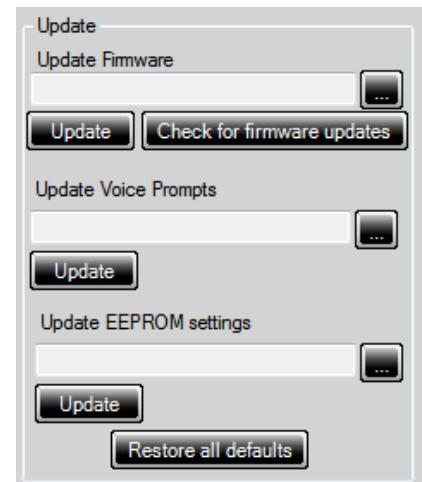 Update
Update Firmware
...
Update Check for firmware updates
Update Voice Prompts
...
Update
Update EEPROM settings
...
Update
Restore all defaults